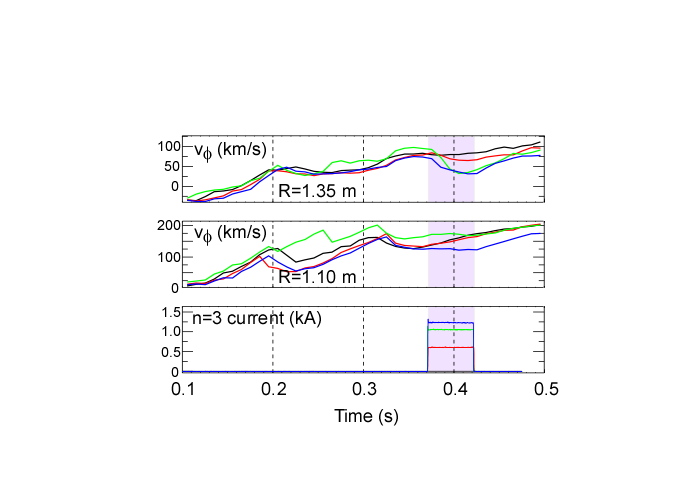 100
50
0
vϕ (km/s)
R=1.35 m
200
100
0
vϕ (km/s)
R=1.10 m
1.5
1.0
0.5
0
n=3 current (kA)
0.1 0.2 0.3 0.4 0.5
Time (s)